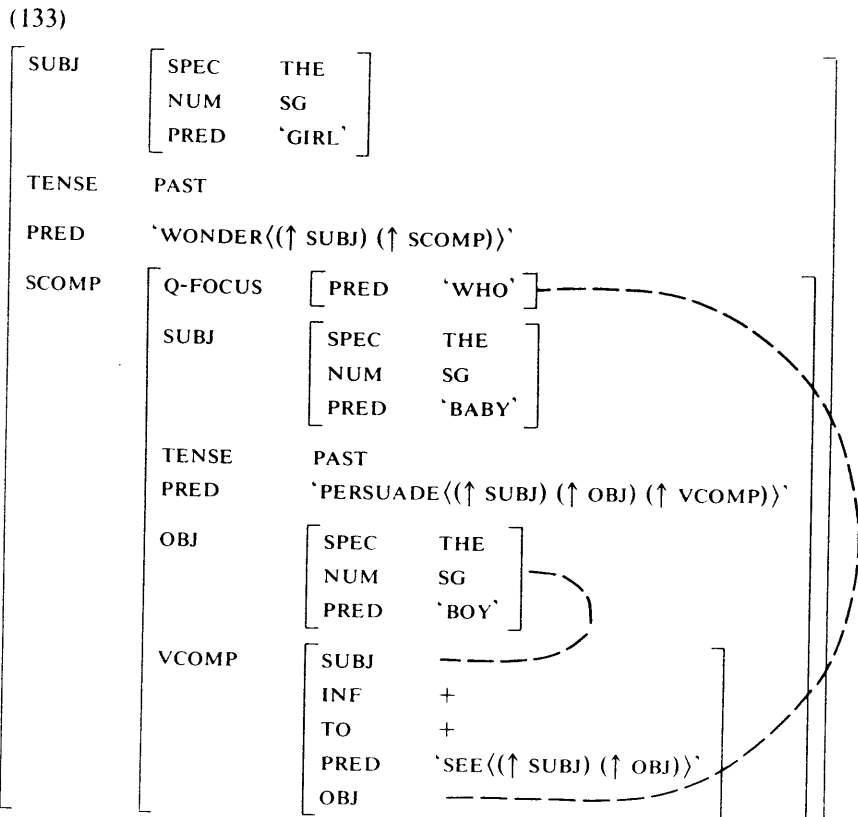 (133)
SUBJ SPEC THE
NUM SG
PRED ‘GIRL’
TENSE PAST
PRED ‘WONDER⟨(↑ SUBJ) (↑ SCOMP)⟩’
SCOMP Q-FOCUS PRED ‘WHO’
SUBJ SPEC THE
NUM SG
PRED ‘BABY’
TENSE PAST
PRED ‘PERSUADE⟨(↑ SUBJ) (↑ OBJ) (↑ VCOMP)⟩’
OBJ SPEC THE
NUM SG
PRED ‘BOY’
VCOMP SUBJ
INF +
TO +
PRED ‘SEE⟨(↑ SUBJ) (↑ OBJ)⟩’
OBJ